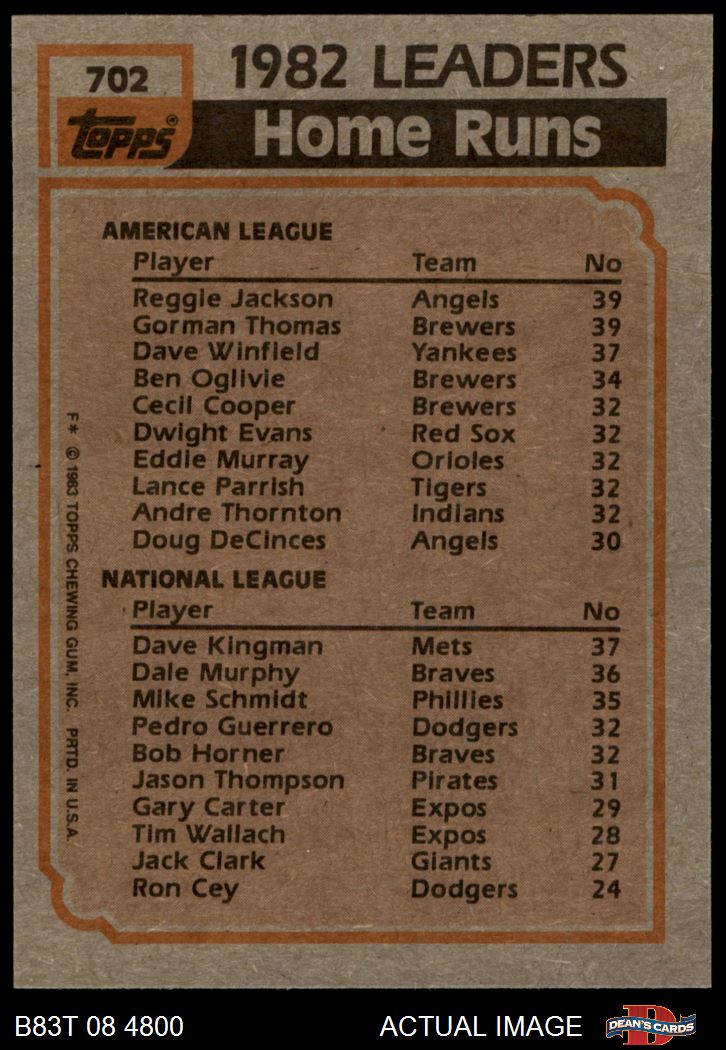 702
topps®
1982 LEADERS
Home Runs
AMERICAN LEAGUE
Player Team No
Reggie Jackson Angels 39
Gorman Thomas Brewers 39
Dave Winfield Yankees 37
Ben Oglivie Brewers 34
Cecil Cooper Brewers 32
Dwight Evans Red Sox 32
Eddie Murray Orioles 32
Lance Parrish Tigers 32
Andre Thornton Indians 32
Doug DeCinces Angels 30
NATIONAL LEAGUE
Player Team No
Dave Kingman Mets 37
Dale Murphy Braves 36
Mike Schmidt Phillies 35
Pedro Guerrero Dodgers 32
Bob Horner Braves 32
Jason Thompson Pirates 31
Gary Carter Expos 29
Tim Wallach Expos 28
Jack Clark Giants 27
Ron Cey Dodgers 24
F* © 1983 TOPPS CHEWING GUM, INC. PRTD. IN U.S.A.
B83T 08 4800 ACTUAL IMAGE
D
DEAN'S CARDS